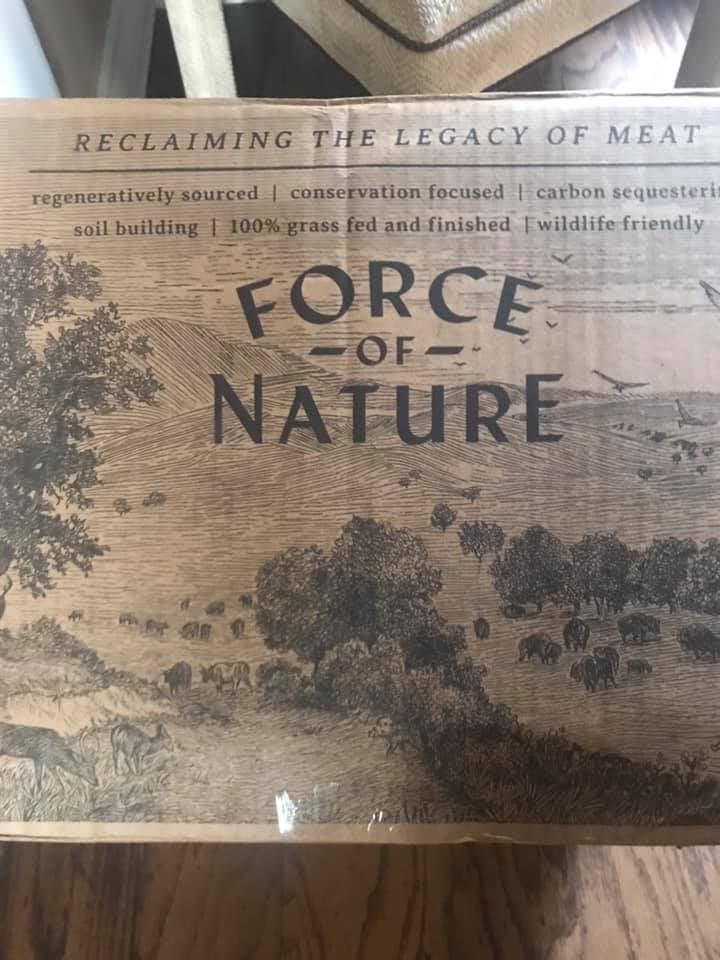 RECLAIMING THE LEGACY OF MEAT
regeneratively sourced | conservation focused | carbon
soil building | 100% grass fed and finished | wildlife friendly
FORCE
-OF-
NATURE